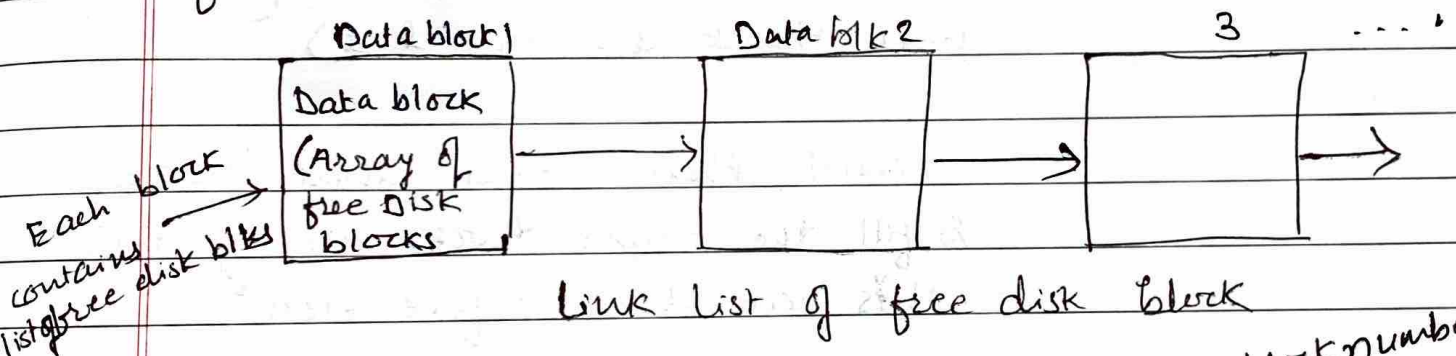 Data block 1
Data blk 2
3 ....
Data block
(Array of
free Disk
blocks
Each block
contains
list of free disk blks
Link List of free disk block